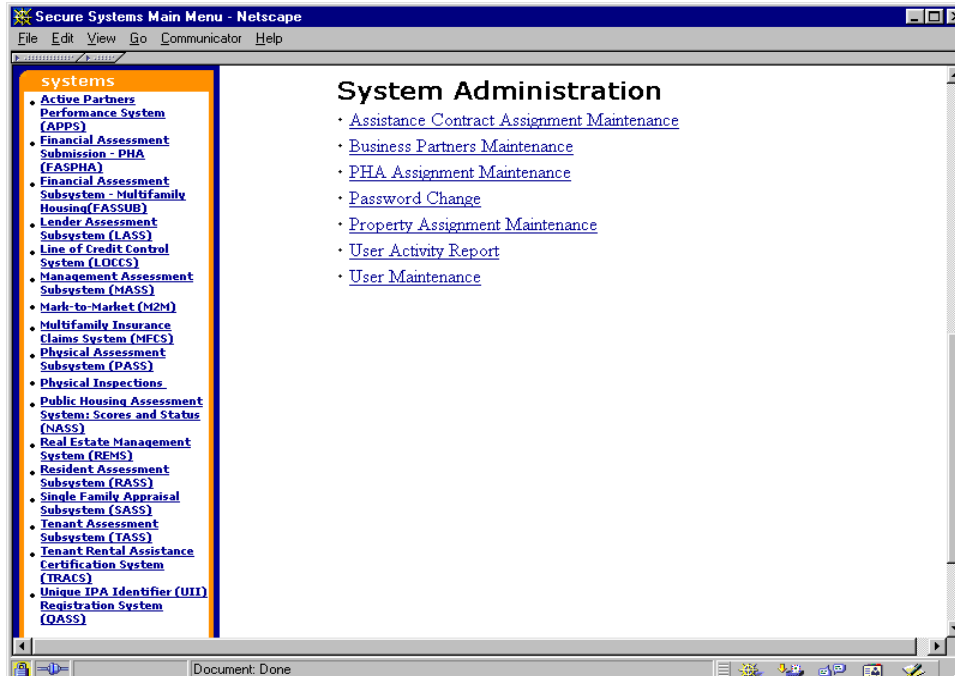 Secure Systems Main Menu - Netscape
File Edit View Go Communicator Help
systems
Active Partners
Performance System
(APPS)
Financial Assessment
Submission - PHA
(FASPHA)
Financial Assessment
Subsystem - Multifamily
Housing(FASSUB)
Lender Assessment
Subsystem (LASS)
Line of Credit Control
System (LOCCS)
Management Assessment
Subsystem (MASS)
Mark-to-Market (M2M)
Multifamily Insurance
Claims System (MFCS)
Physical Assessment
Subsystem (PASS)
Physical Inspections
Public Housing Assessment
System: Scores and Status
(NASS)
Real Estate Management
System (REMS)
Resident Assessment
Subsystem (RASS)
Single Family Appraisal
Subsystem (SASS)
Tenant Assessment
Subsystem (TASS)
Tenant Rental Assistance
Certification System
(TRACS)
Unique IPA Identifier (UII)
Registration System
(QASS)
System Administration
Assistance Contract Assignment Maintenance
Business Partners Maintenance
PHA Assignment Maintenance
Password Change
Property Assignment Maintenance
User Activity Report
User Maintenance
Document: Done